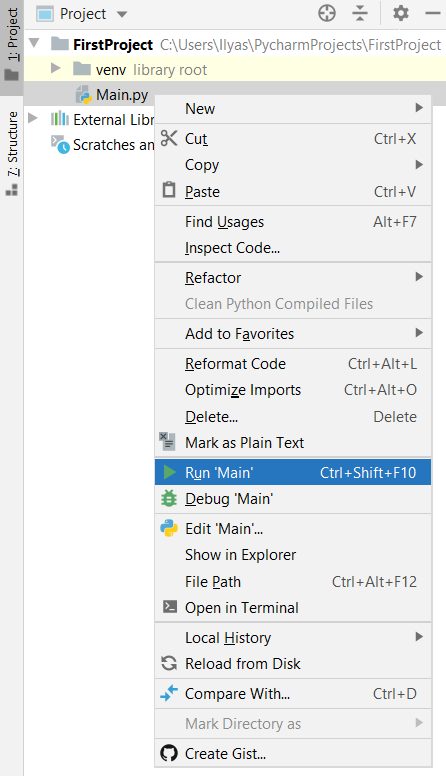 1: Project
7: Structure
Project
FirstProject C:\Users\Ilyas\PycharmProjects\FirstProject
venv library root
Main.py
External Libr
Scratches an
New
Cut Ctrl+X
Copy
Paste Ctrl+V
Find Usages Alt+F7
Inspect Code...
Refactor
Clean Python Compiled Files
Add to Favorites
Reformat Code Ctrl+Alt+L
Optimize Imports Ctrl+Alt+O
Delete... Delete
Mark as Plain Text
Run 'Main' Ctrl+Shift+F10
Debug 'Main'
Edit 'Main'...
Show in Explorer
File Path Ctrl+Alt+F12
Open in Terminal
Local History
Reload from Disk
Compare With... Ctrl+D
Mark Directory as
Create Gist...